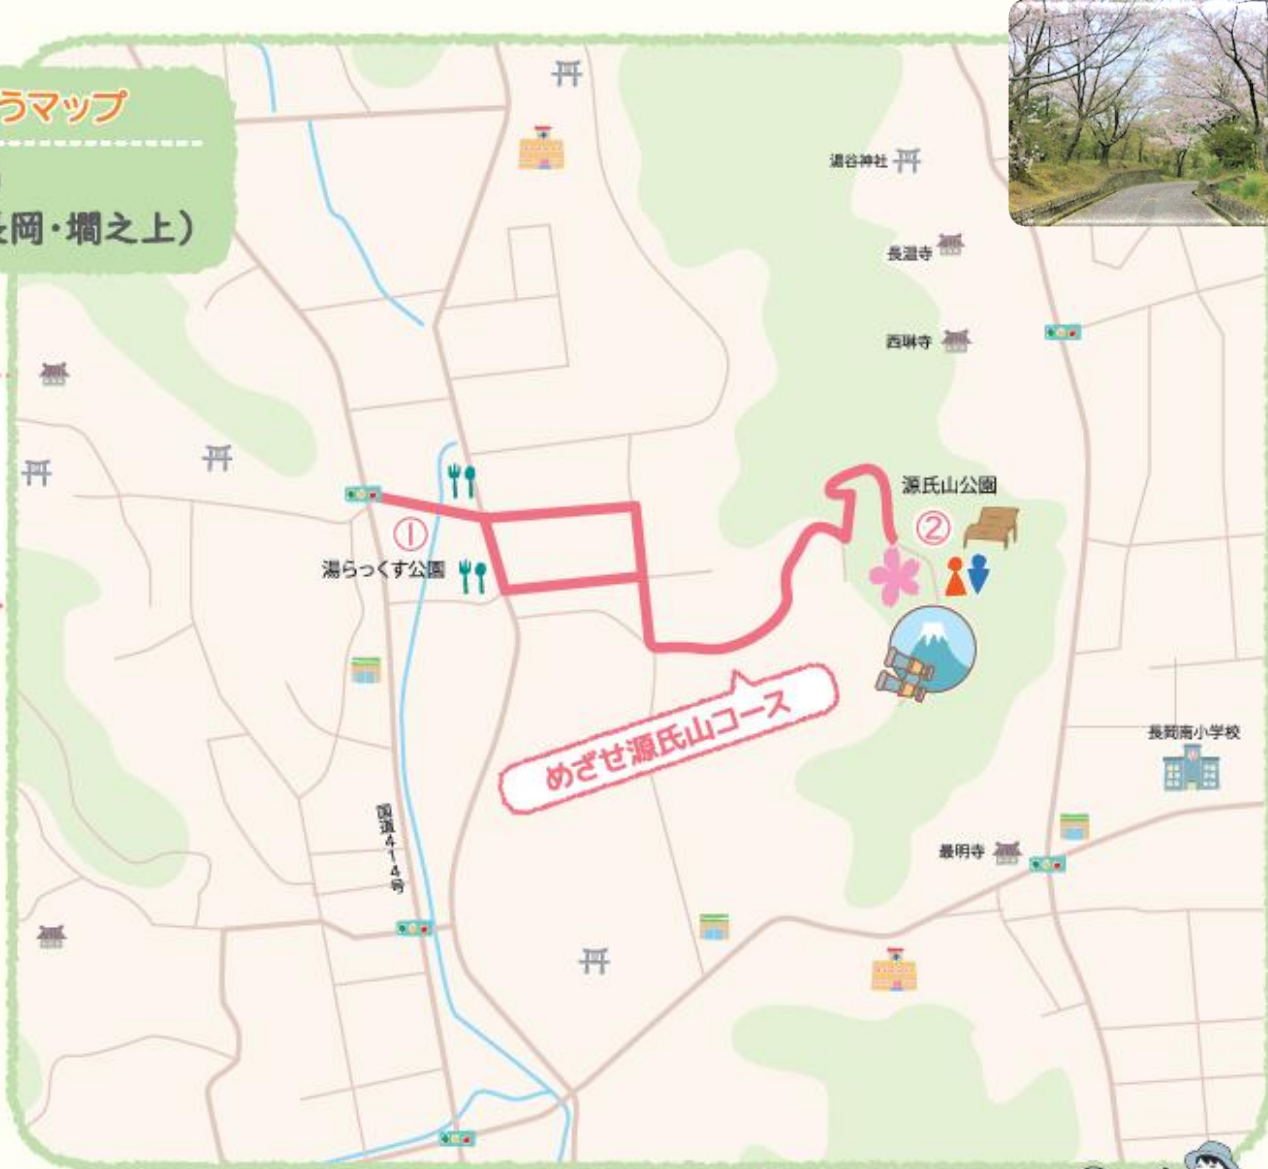 うマップ
長岡・壥之上）
湯谷神社
長温寺
西琳寺
源氏山公園
②
①
湯らっくす公園
めざせ源氏山コース
長岡南小学校
国道414号
最明寺